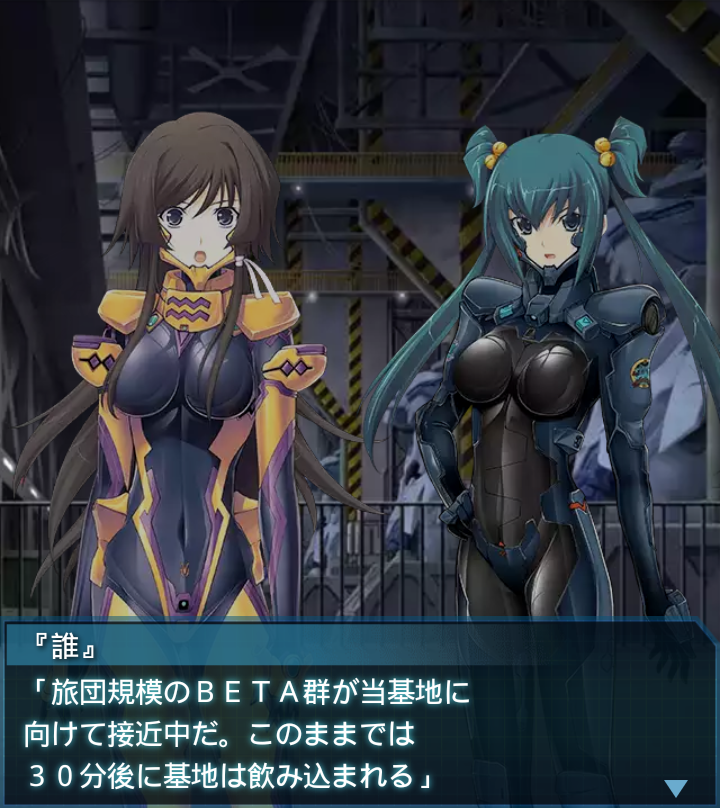 『誰』
「旅団規模のＢＥＴＡ群が当基地に
向けて接近中だ。このままでは
３０分後に基地は飲み込まれる」